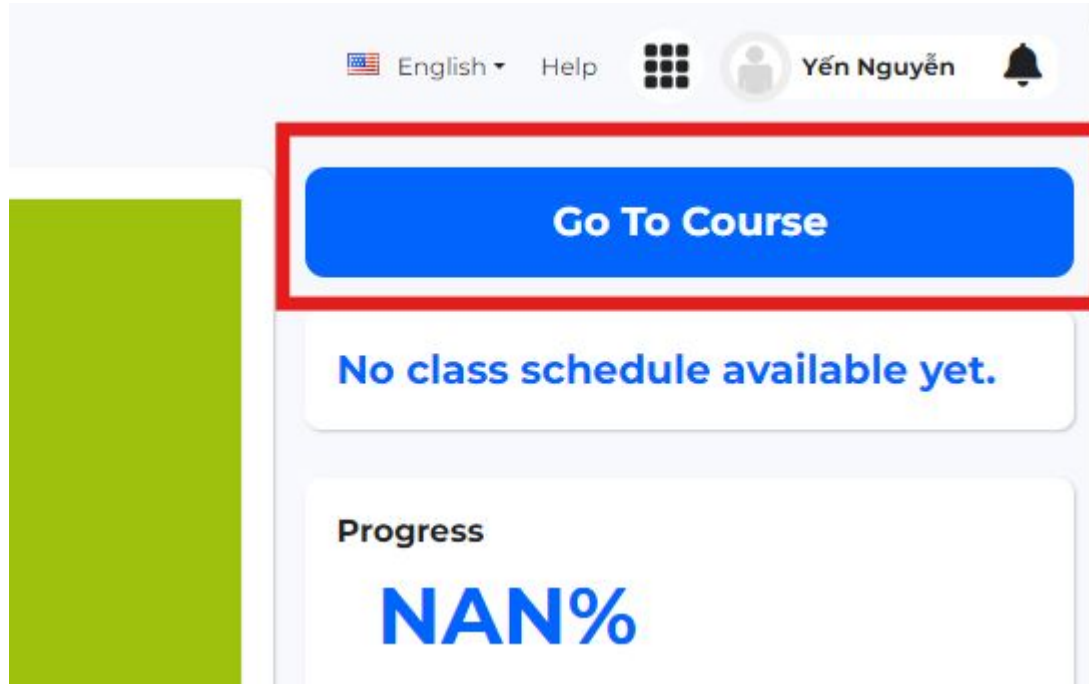 English Help Yến Nguyễn
Go To Course
No class schedule available yet.
Progress
NAN%